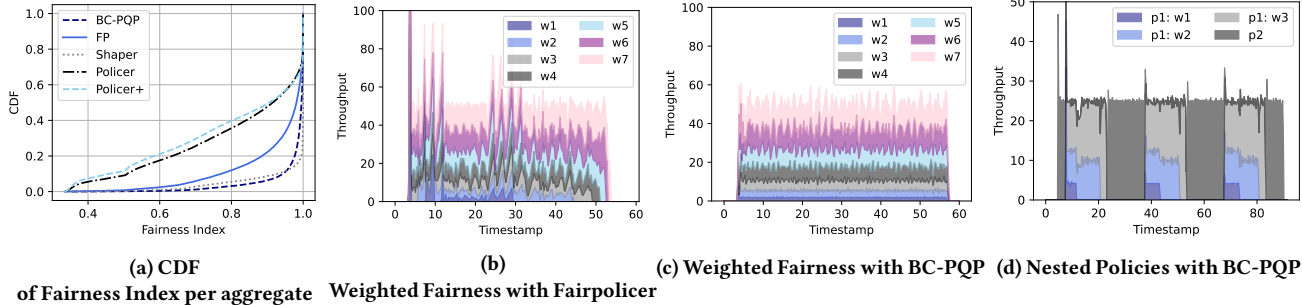 1.0
0.8
0.6
0.4
0.2
0.0
CDF
BC-PQP
FP
Shaper
Policer
Policer+
0.4 0.6 0.8 1.0
Fairness Index
(a) CDF
of Fairness Index per aggregate
100
80
60
40
20
0
Throughput
w1 w5
w2 w6
w3 w7
w4
0 10 20 30 40 50 60
Timestamp
(b)
Weighted Fairness with Fairpolicer
100
80
60
40
20
0
Throughput
w1 w5
w2 w6
w3 w7
w4
0 10 20 30 40 50 60
Timestamp
(c) Weighted Fairness with BC-PQP
50
40
30
20
10
0
Throughput
p1: w1 p1: w3
p1: w2 p2
0 20 40 60 80
Timestamp
(d) Nested Policies with BC-PQP